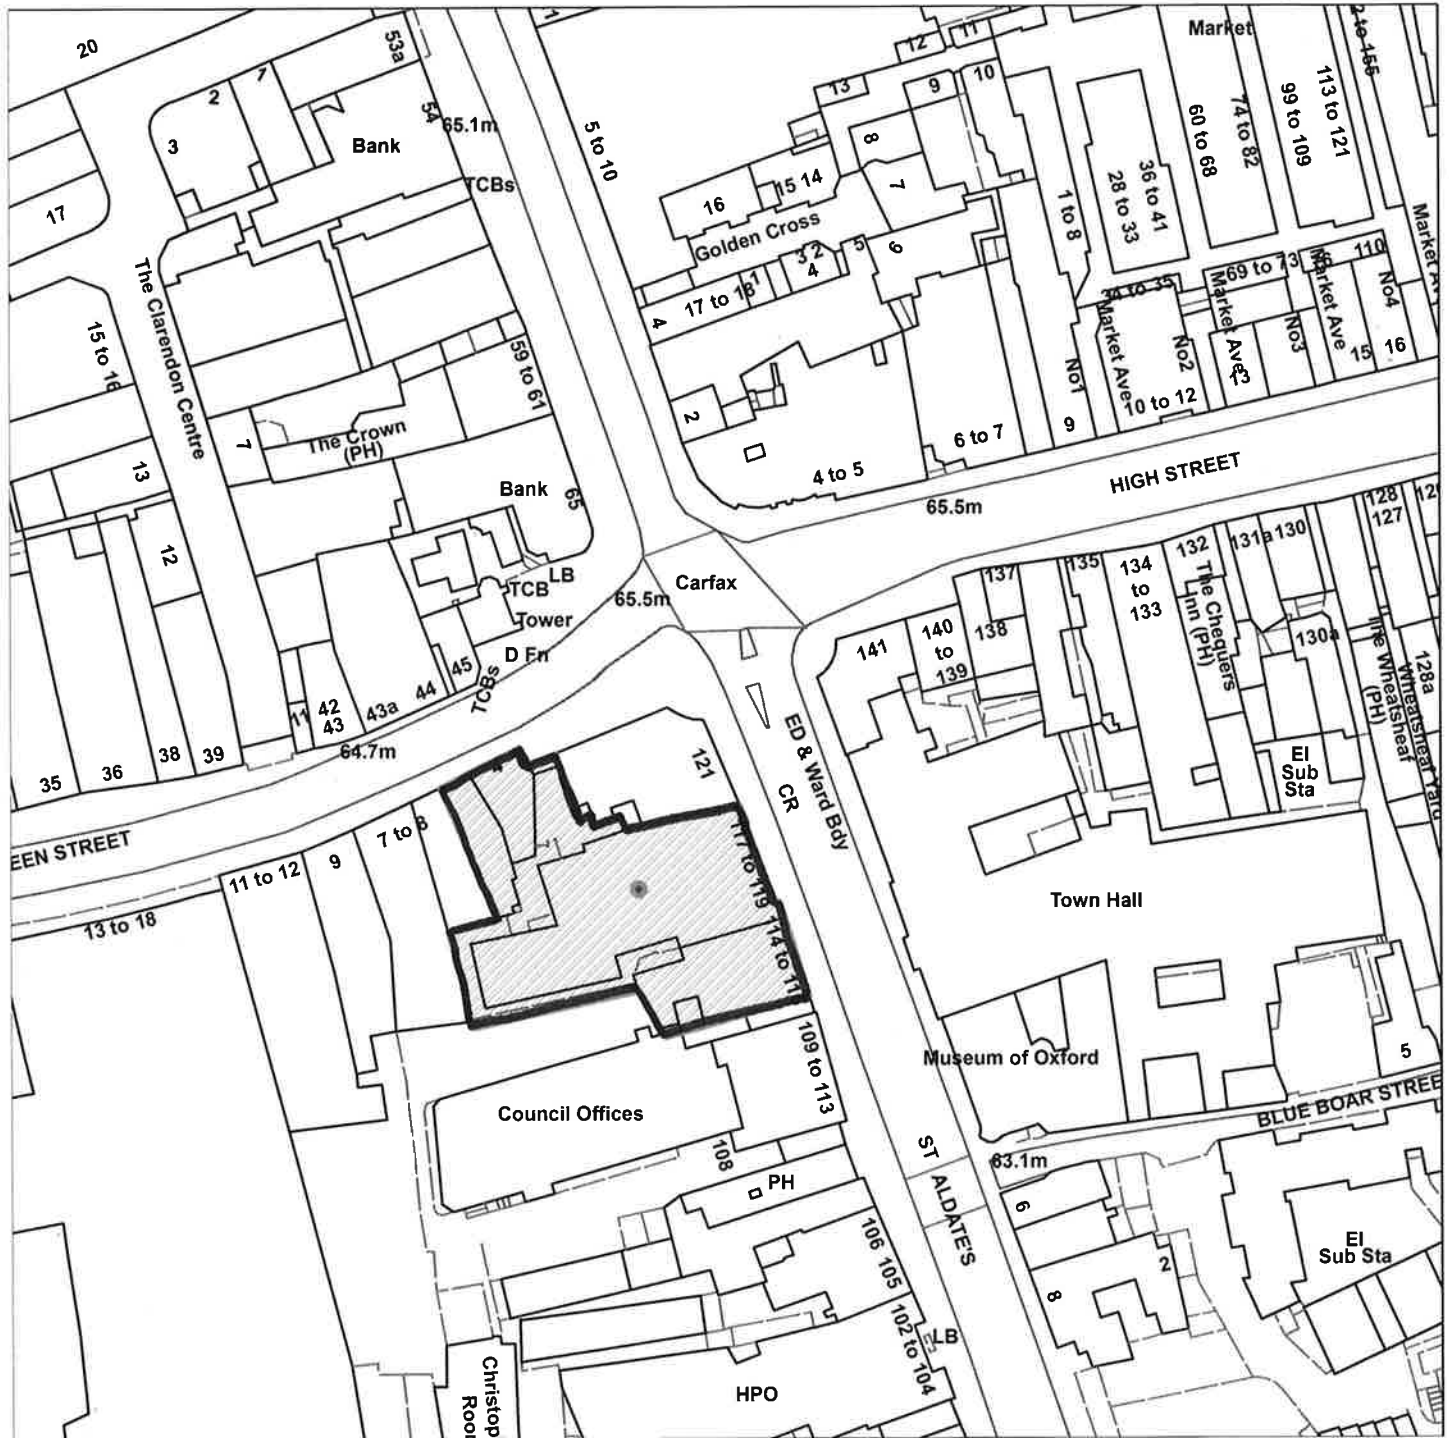 20
2
1
53a
3
54
65.1m
Bank
TCBs
17
5 to 10
12
11
13
9
10
8
15 14
16
7
Golden Cross
3 2
4
5
6
1
17 to 18
4
2
Market
1 to 8
28 to 33
36 to 41
60 to 68
74 to 82
99 to 109
113 to 121
34 to 35
69 to 73
110
Market Ave
No1
Market Ave
No2
Market Ave
No3
No4
15
16
13
10 to 12
9
6 to 7
4 to 5
The Clarendon Centre
15 to 16
59 to 61
7
The Crown
(PH)
13
Bank
65
12
HIGH STREET
65.5m
LB
TCB
Tower
D Fn
TCBs
45
44
43a
42
43
11
39
38
36
35
64.7m
Carfax
65.5m
141
140
to
139
138
137
135
134
to
133
132
131a
130
128
127
The Chequers
Inn (PH)
130a
The Wheatsheaf
(PH)
128a
Wheatsheaf Yard
El
Sub
Sta
ED & Ward Bdy
CR
121
7 to 8
9
11 to 12
13 to 18
EEN STREET
117 to 119
114 to 11
Town Hall
109 to 113
Council Offices
Museum of Oxford
5
BLUE BOAR STREE
63.1m
108
PH
ST ALDATE'S
6
8
2
El
Sub Sta
106
105
102 to 104
LB
HPO
Christop
Roo